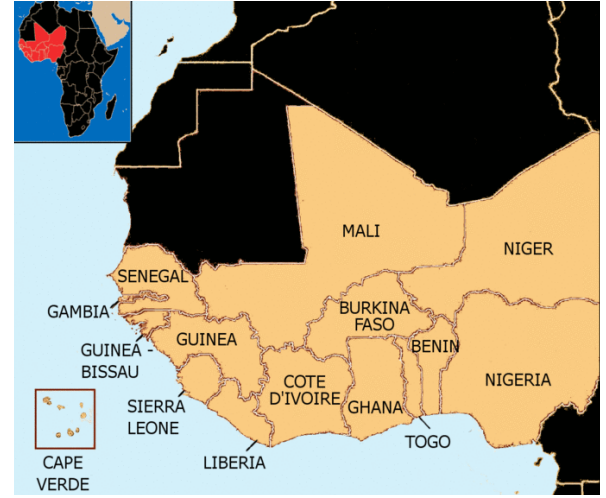 MALI
NIGER
SENEGAL
GAMBIA
BURKINA
FASO
GUINEA
BENIN
GUINEA -
BISSAU
NIGERIA
COTE
D'IVOIRE
SIERRA
LEONE
GHANA
TOGO
LIBERIA
CAPE
VERDE